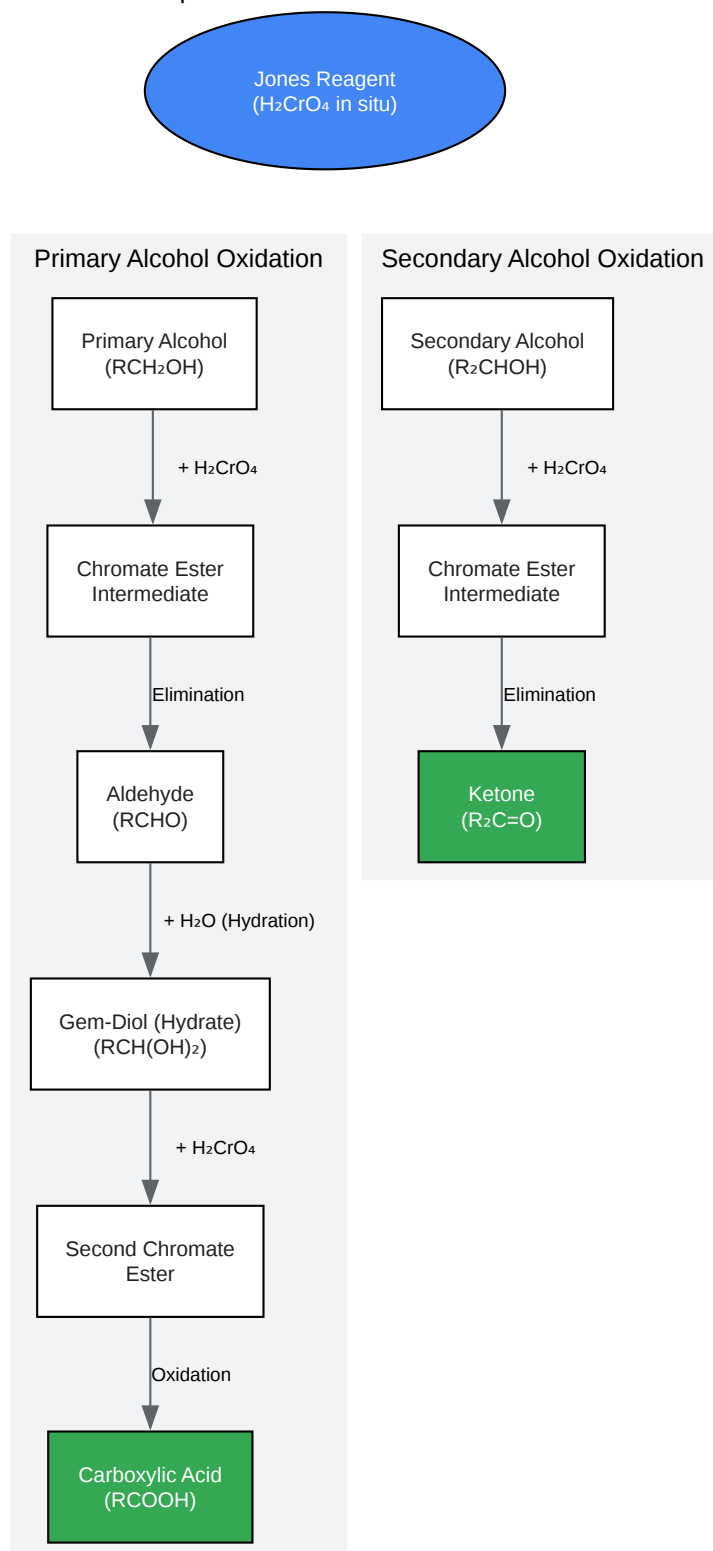 Jones Reagent
(H₂CrO₄ in situ)
Primary Alcohol Oxidation
Primary Alcohol
(RCH₂OH)
+ H₂CrO₄
Chromate Ester
Intermediate
Elimination
Aldehyde
(RCHO)
+ H₂O (Hydration)
Gem-Diol (Hydrate)
(RCH(OH)₂)
+ H₂CrO₄
Second Chromate
Ester
Oxidation
Carboxylic Acid
(RCOOH)
Secondary Alcohol Oxidation
Secondary Alcohol
(R₂CHOH)
+ H₂CrO₄
Chromate Ester
Intermediate
Elimination
Ketone
(R₂C=O)